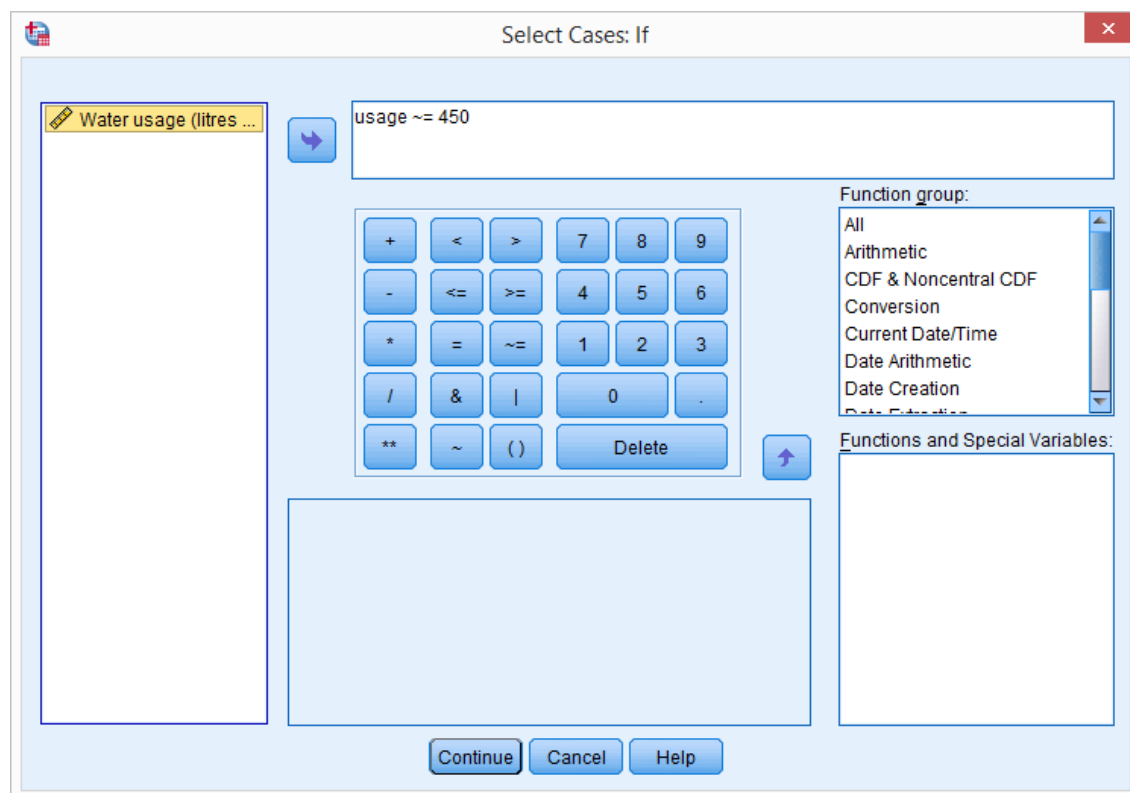 Select Cases: If
Water usage (litres ...
usage ~= 450
+ < > 7 8 9
- <= >= 4 5 6
* = ~= 1 2 3
/ & | 0 .
** ~ ( ) Delete
Function group:
All
Arithmetic
CDF & Noncentral CDF
Conversion
Current Date/Time
Date Arithmetic
Date Creation
Date Extraction
Functions and Special Variables:
Continue Cancel Help